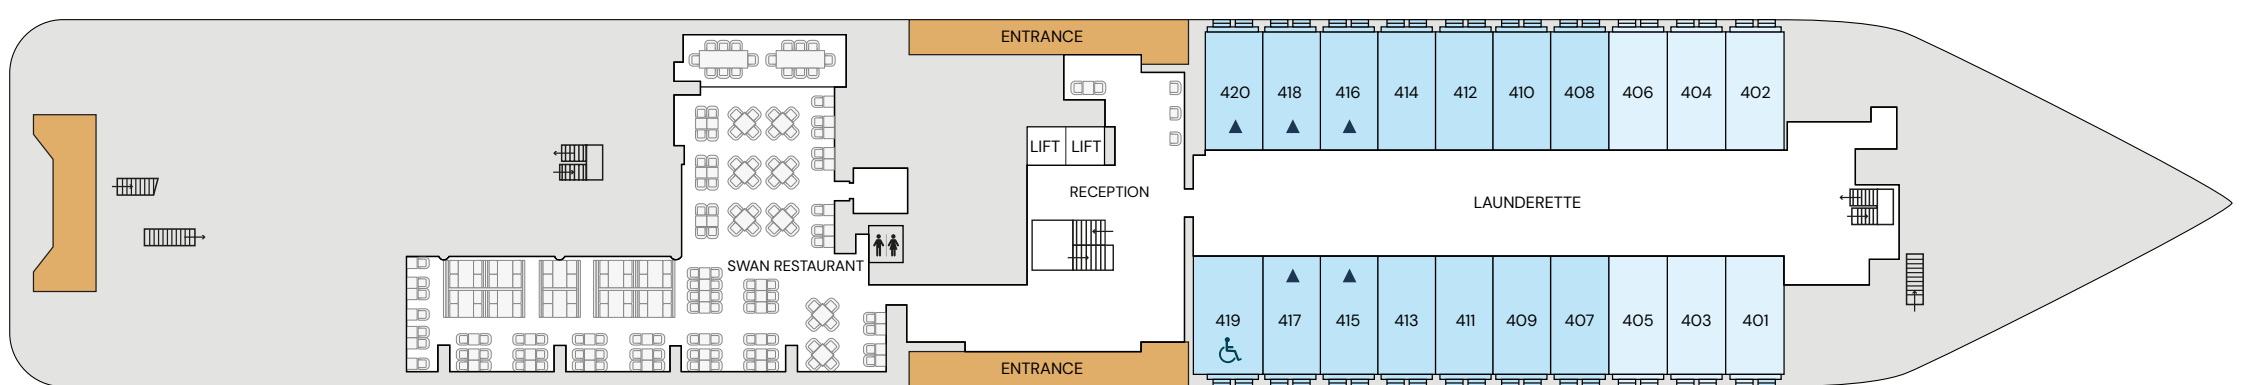 ENTRANCE
420 418 416 414 412 410 408 406 404 402
LIFT LIFT
RECEPTION
LAUNDERETTE
SWAN RESTAURANT
419 417 415 413 411 409 407 405 403 401
ENTRANCE